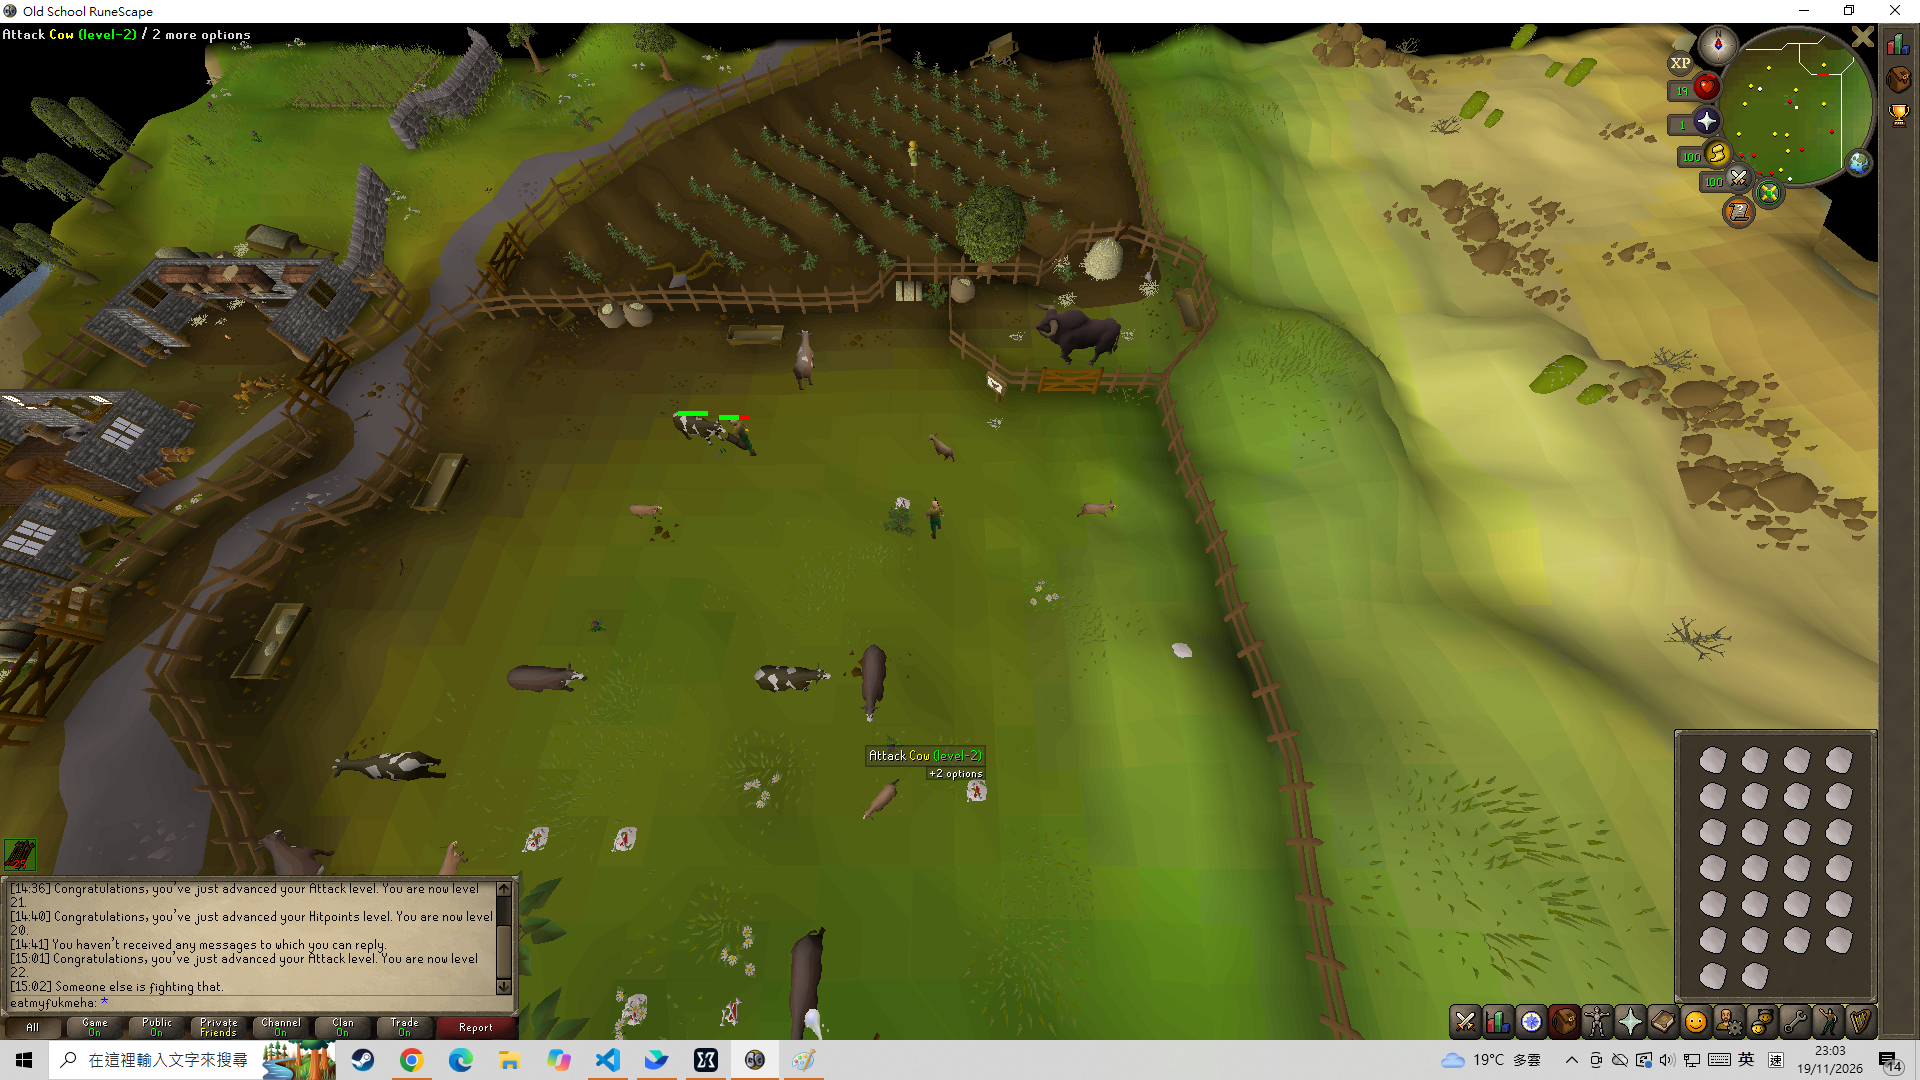 Old School RuneScape
Attack Cow (level-2) / 2 more options
N
XP
19
1
100
100
Attack Cow (level-2)
+2 options
25
[14:36] Congratulations, you've just advanced your Attack level. You are now level
21.
[14:40] Congratulations, you've just advanced your Hitpoints level. You are now level
20.
[14:41] You haven't received any messages to which you can reply.
[15:01] Congratulations, you've just advanced your Attack level. You are now level
22.
[15:02] Someone else is fighting that.
eatmyfukmeha: *
All
Game
On
Public
On
Private
Friends
Channel
On
Clan
On
Trade
On
Report
在這裡輸入文字來搜尋
19°C 多雲
英
速
23:03
19/11/2026
14